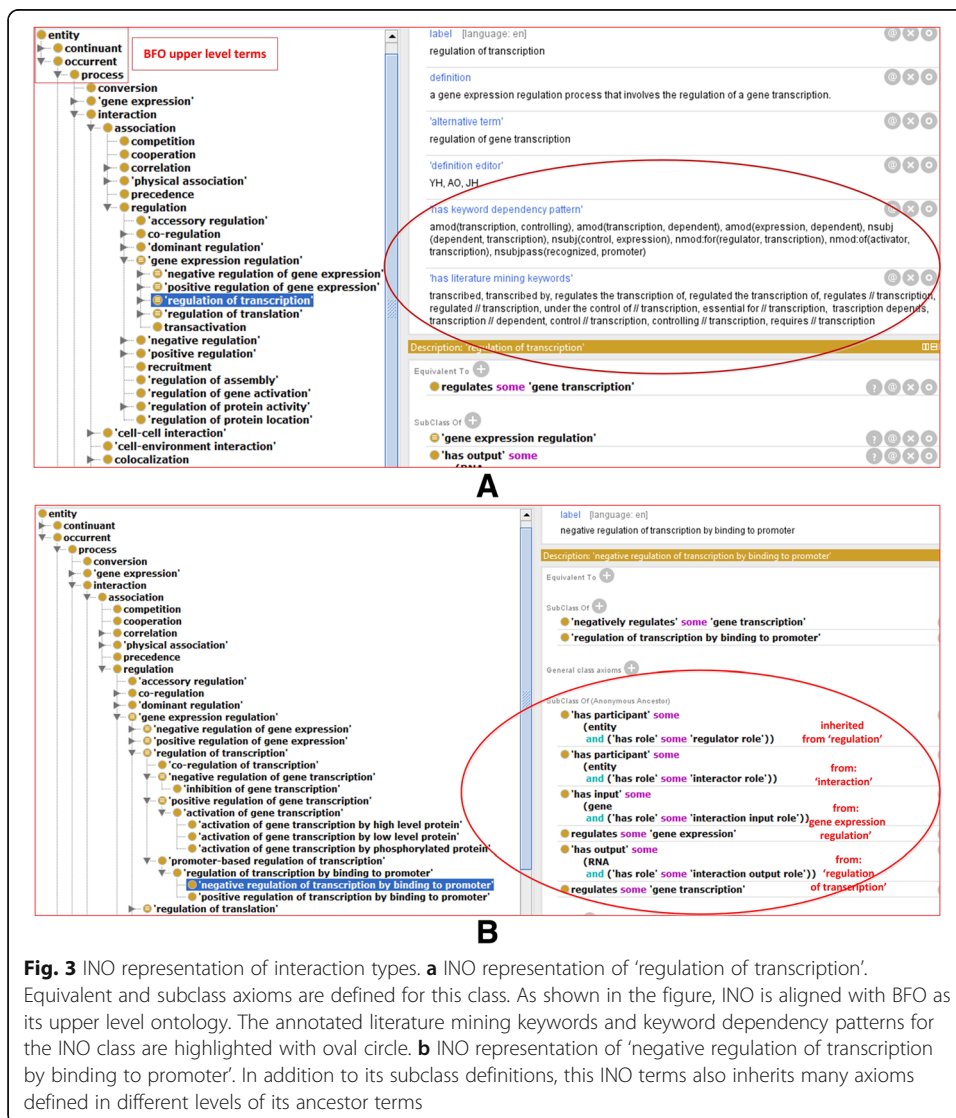 entity
continuant
occurrent
process
conversion
'gene expression'
interaction
association
competition
cooperation
correlation
'physical association'
precedence
regulation
'accessory regulation'
co-regulation
'dominant regulation'
'gene expression regulation'
'negative regulation of gene expression'
'positive regulation of gene expression'
'regulation of transcription'
'regulation of translation'
transactivation
'negative regulation'
'positive regulation'
recruitment
'regulation of assembly'
'regulation of gene activation'
'regulation of protein activity'
'regulation of protein location'
'cell-cell interaction'
'cell-environment interaction'
colocalization
BFO upper level terms
label [language: en]
regulation of transcription
definition
a gene expression regulation process that involves the regulation of a gene transcription.
'alternative term'
regulation of gene transcription
'definition editor'
YH, AO, JH
'has keyword dependency pattern'
amod(transcription, controlling), amod(transcription, dependent), amod(expression, dependent), nsubj
(dependent, transcription), nsubj(control, expression), nmod:for(regulator, transcription), nmod:of(activator,
transcription), nsubjpass(recognized, promoter)
'has literature mining keywords'
transcribed, transcribed by, regulates the transcription of, regulated the transcription of, regulates // transcription,
regulated // transcription, under the control of // transcription, essential for // transcription, trascription depends,
transcription // dependent, control // transcription, controlling // transcription, requires // transcription
Description: 'regulation of transcription'
Equivalent To
regulates some 'gene transcription'
SubClass Of
'gene expression regulation'
'has output' some
A
entity
continuant
occurrent
process
conversion
'gene expression'
interaction
association
competition
cooperation
correlation
'physical association'
precedence
regulation
'accessory regulation'
co-regulation
'dominant regulation'
'gene expression regulation'
'negative regulation of gene expression'
'positive regulation of gene expression'
'regulation of transcription'
'co-regulation of transcription'
'negative regulation of gene transcription'
'inhibition of gene transcription'
'positive regulation of gene transcription'
'activation of gene transcription'
'activation of gene transcription by high level protein'
'activation of gene transcription by low level protein'
'activation of gene transcription by phosphorylated protein'
'promoter-based regulation of transcription'
'regulation of transcription by binding to promoter'
'negative regulation of transcription by binding to promoter'
'positive regulation of transcription by binding to promoter'
'regulation of translation'
label [language: en]
negative regulation of transcription by binding to promoter
Description: 'negative regulation of transcription by binding to promoter'
Equivalent To
SubClass Of
'negatively regulates' some 'gene transcription'
'regulation of transcription by binding to promoter'
General class axioms
SubClass Of (Anonymous Ancestor)
'has participant' some
(entity
and ('has role' some 'regulator role'))
inherited
from 'regulation'
'has participant' some
(entity
and ('has role' some 'interactor role'))
from:
'interaction'
'has input' some
(gene
and ('has role' some 'interaction input role'))
regulates some 'gene expression'
from:
gene expression
regulation'
'has output' some
(RNA
and ('has role' some 'interaction output role'))
regulates some 'gene transcription'
from:
'regulation
of transcription'
B
Fig. 3 INO representation of interaction types. a INO representation of 'regulation of transcription'.
Equivalent and subclass axioms are defined for this class. As shown in the figure, INO is aligned with BFO as
its upper level ontology. The annotated literature mining keywords and keyword dependency patterns for
the INO class are highlighted with oval circle. b INO representation of 'negative regulation of transcription
by binding to promoter'. In addition to its subclass definitions, this INO terms also inherits many axioms
defined in different levels of its ancestor terms